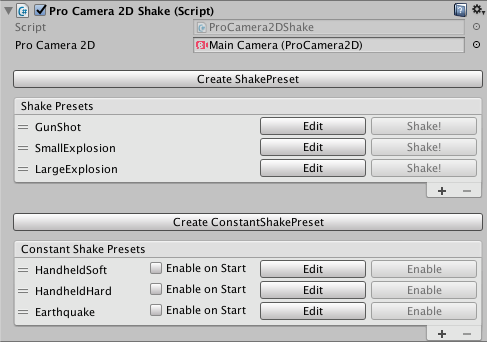 Pro Camera 2D Shake (Script)
Script ProCamera2DShake
Pro Camera 2D Main Camera (ProCamera2D)
Create ShakePreset
Shake Presets
GunShot Edit Shake!
SmallExplosion Edit Shake!
LargeExplosion Edit Shake!
+ −
Create ConstantShakePreset
Constant Shake Presets
HandheldSoft Enable on Start Edit Enable
HandheldHard Enable on Start Edit Enable
Earthquake Enable on Start Edit Enable
+ −